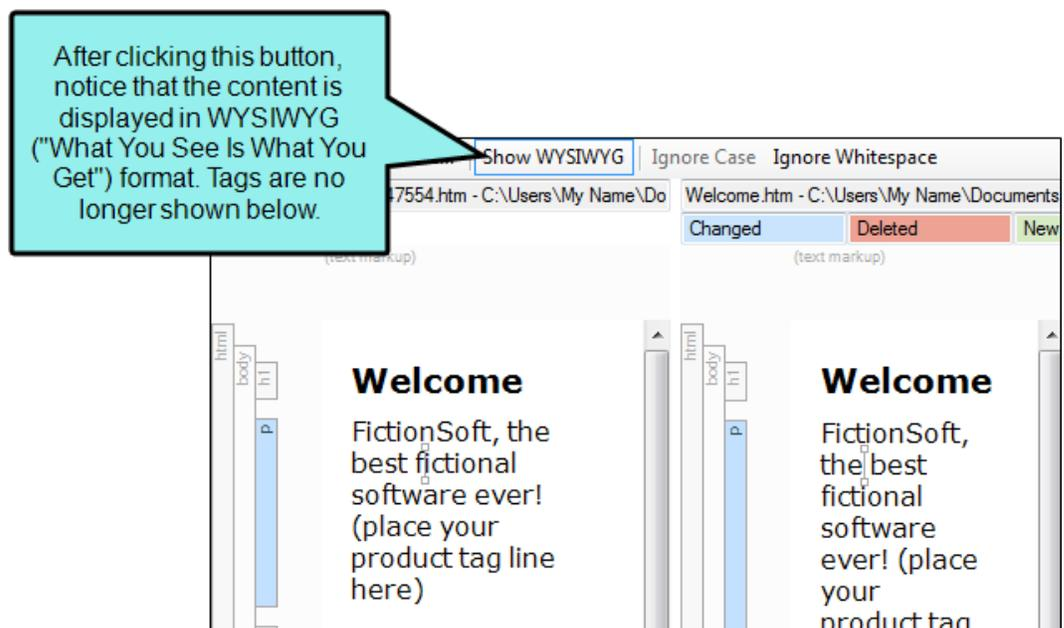 After clicking this button,
notice that the content is
displayed in WYSIWYG
("What You See Is What You
Get") format. Tags are no
longer shown below.
Show WYSIWYG Ignore Case Ignore Whitespace
47554.htm - C:\Users\My Name\Do
Welcome.htm - C:\Users\My Name\Documents
Changed Deleted New
(text markup)
(text markup)
html
body
h1
p
Welcome
FictionSoft, the
best fictional
software ever!
(place your
product tag line
here)
html
body
h1
p
Welcome
FictionSoft,
the best
fictional
software
ever! (place
your
product tag